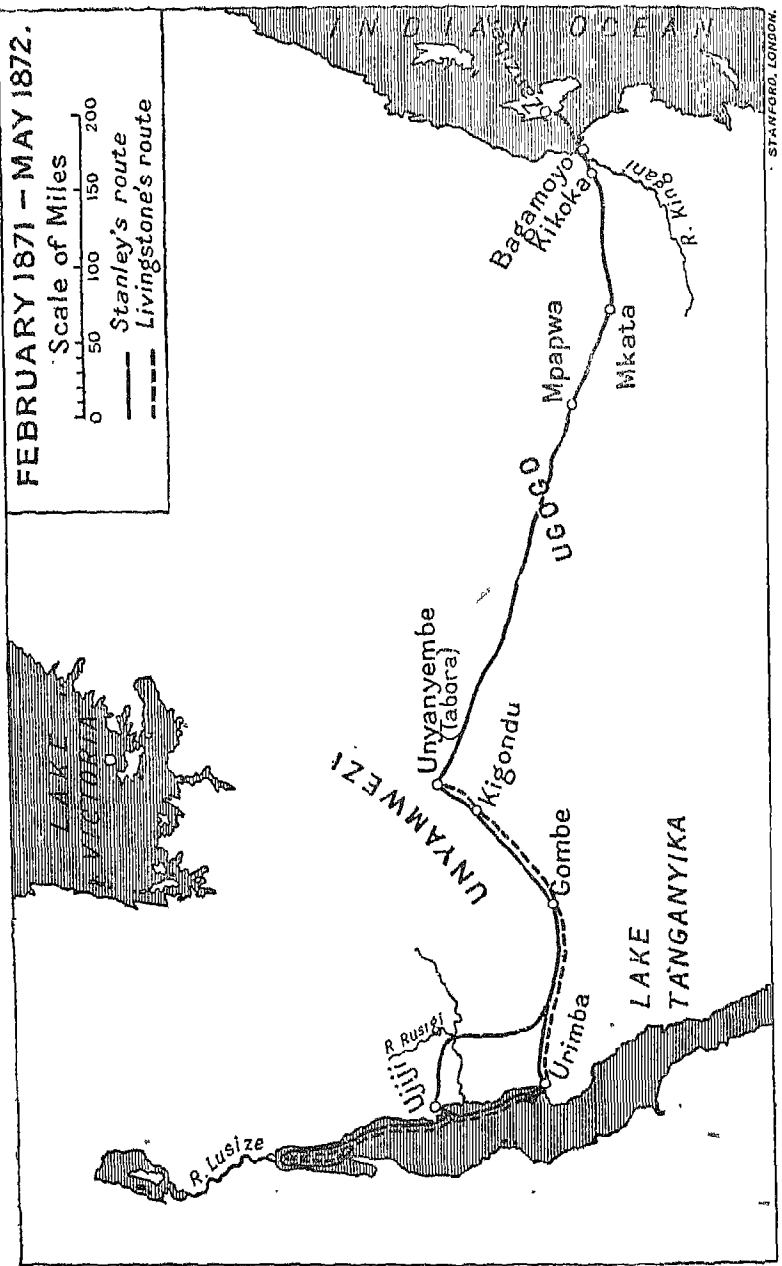 FEBRUARY 1871 – MAY 1872.
Scale of Miles
0 50 100 150 200
Stanley's route
Livingstone's route
INDIAN OCEAN
LAKE
VICTORIA
Zanzibar
Bagamoyo
Kikoka
R. Kingani
Mpapwa
Mkata
UGOGO
Unyanyembe
(Tabora)
Kigondu
UNYAMWEZI
Gombe
Ujiji
R Rusigi
Urimba
LAKE
TANGANYIKA
R. Lusize
STANFORD, LONDON.